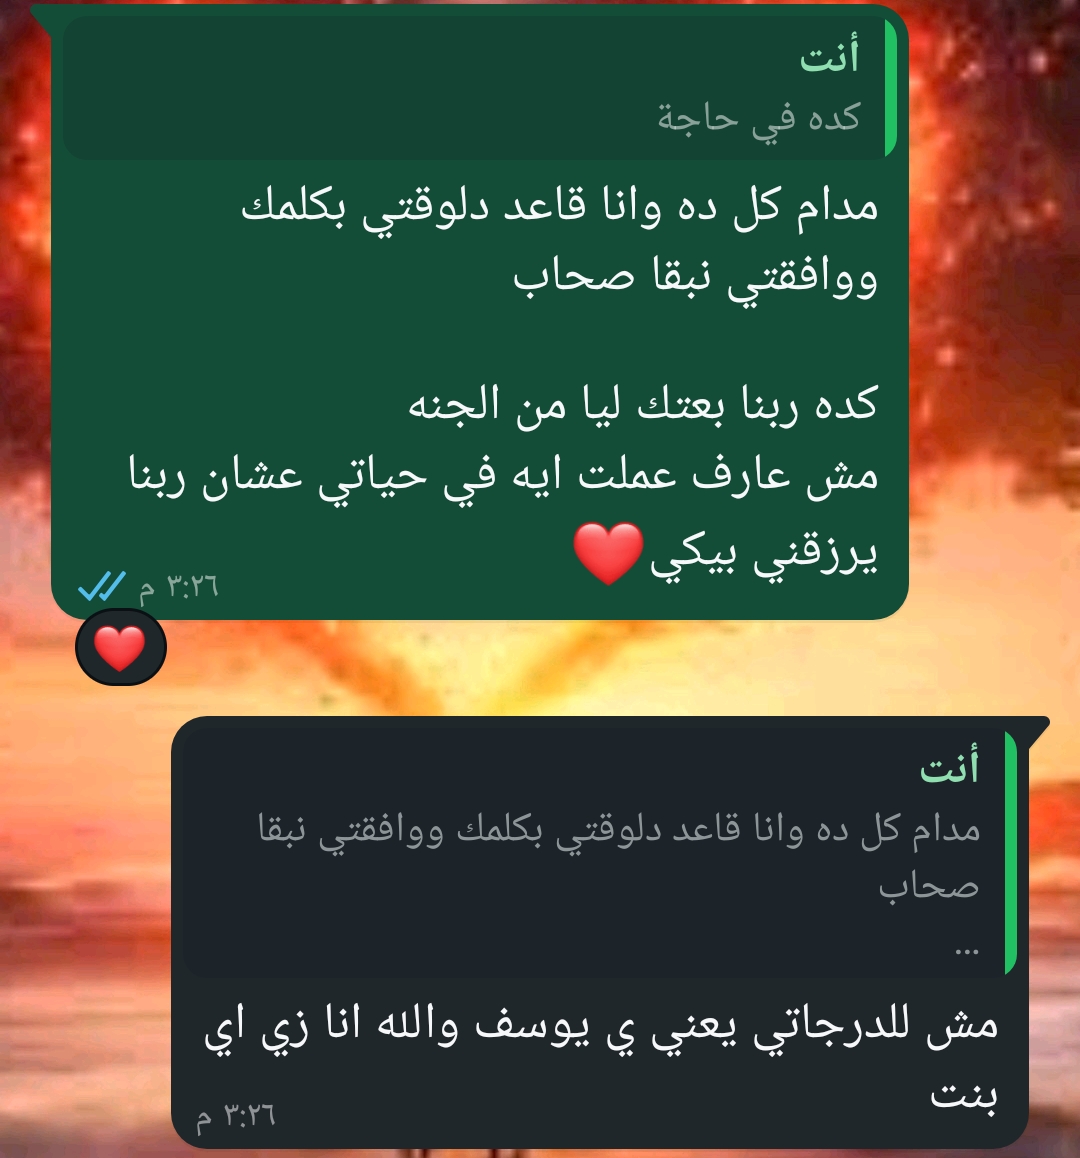 أنت
كده في حاجة
مدام كل ده وانا قاعد دلوقتي بكلمك
ووافقتي نبقا صحاب
كده ربنا بعتك ليا من الجنه
مش عارف عملت ايه في حياتي عشان ربنا
يرزقني بيكي❤️
٣:٢٦ م
❤️
أنت
مدام كل ده وانا قاعد دلوقتي بكلمك ووافقتي نبقا
صحاب
...
مش للدرجاتي يعني ي يوسف والله انا زي اي
بنت
٣:٢٦ م